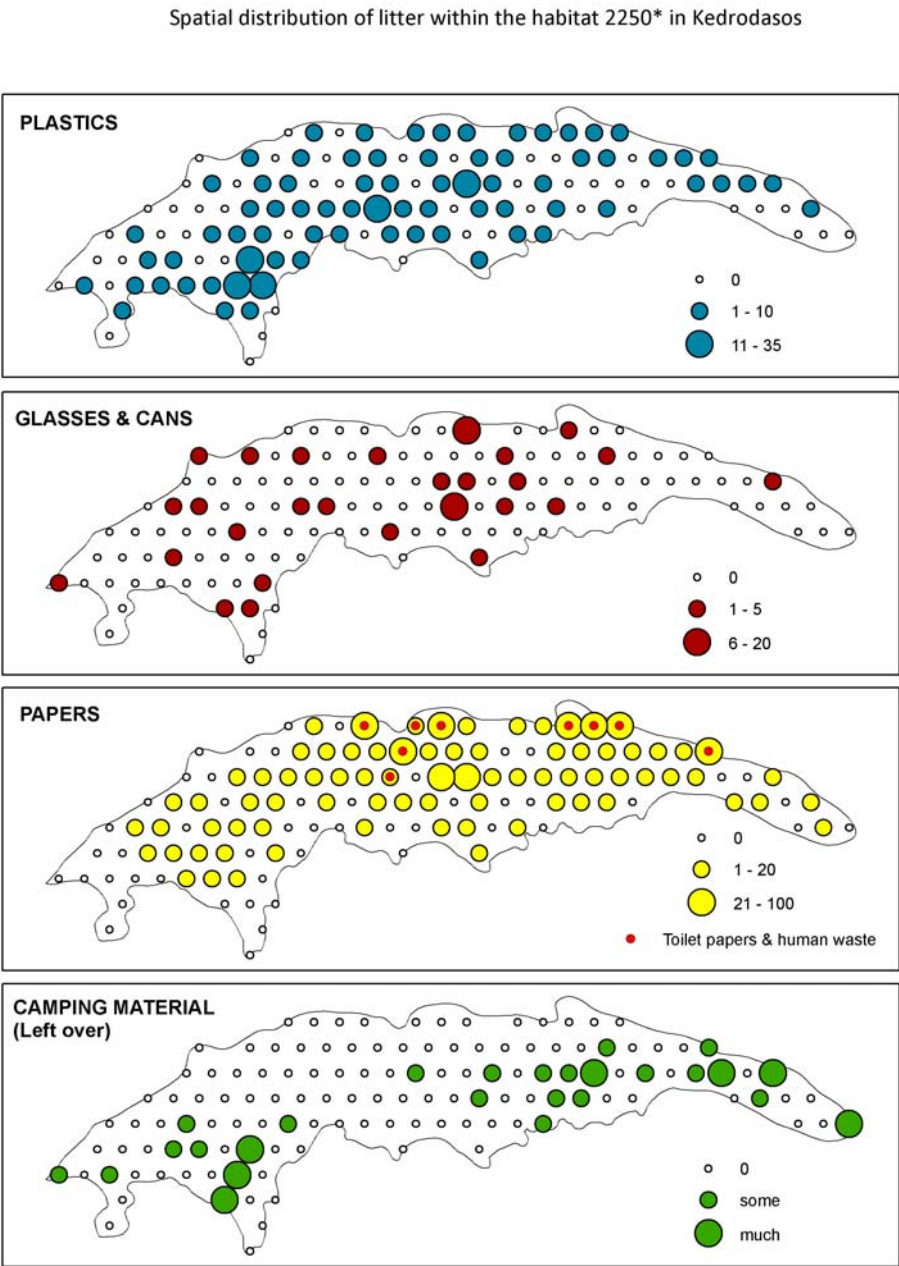 Spatial distribution of litter within the habitat 2250* in Kedrodasos
PLASTICS
0
1 - 10
11 - 35
GLASSES & CANS
0
1 - 5
6 - 20
PAPERS
0
1 - 20
21 - 100
Toilet papers & human waste
CAMPING MATERIAL
(Left over)
0
some
much